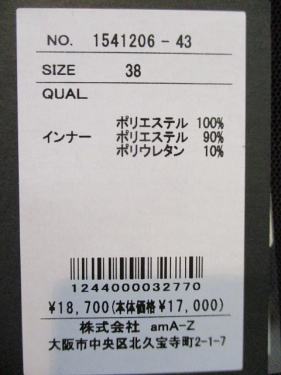 NO. 1541206-43
SIZE 38
QUAL
ポリエステル 100%
インナー ポリエステル 90%
ポリウレタン 10%
1244000032770
¥18,700(本体価格¥17,000)
株式会社 amA-Z
大阪市中央区北久宝寺町2-1-7